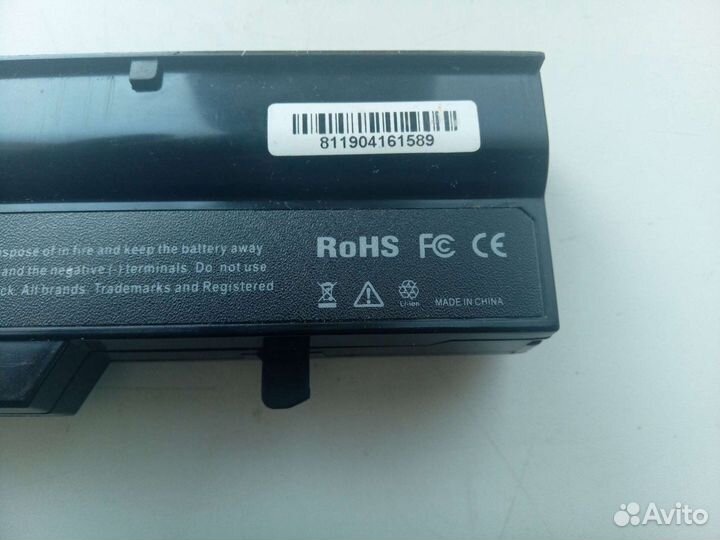 811904161589
spose of in fire and keep the battery away
and the negative (-) terminals. Do not use
ck. All brands. Trademarks and Registered
RoHS FC CE
Li-ion
MADE IN CHINA
Avito